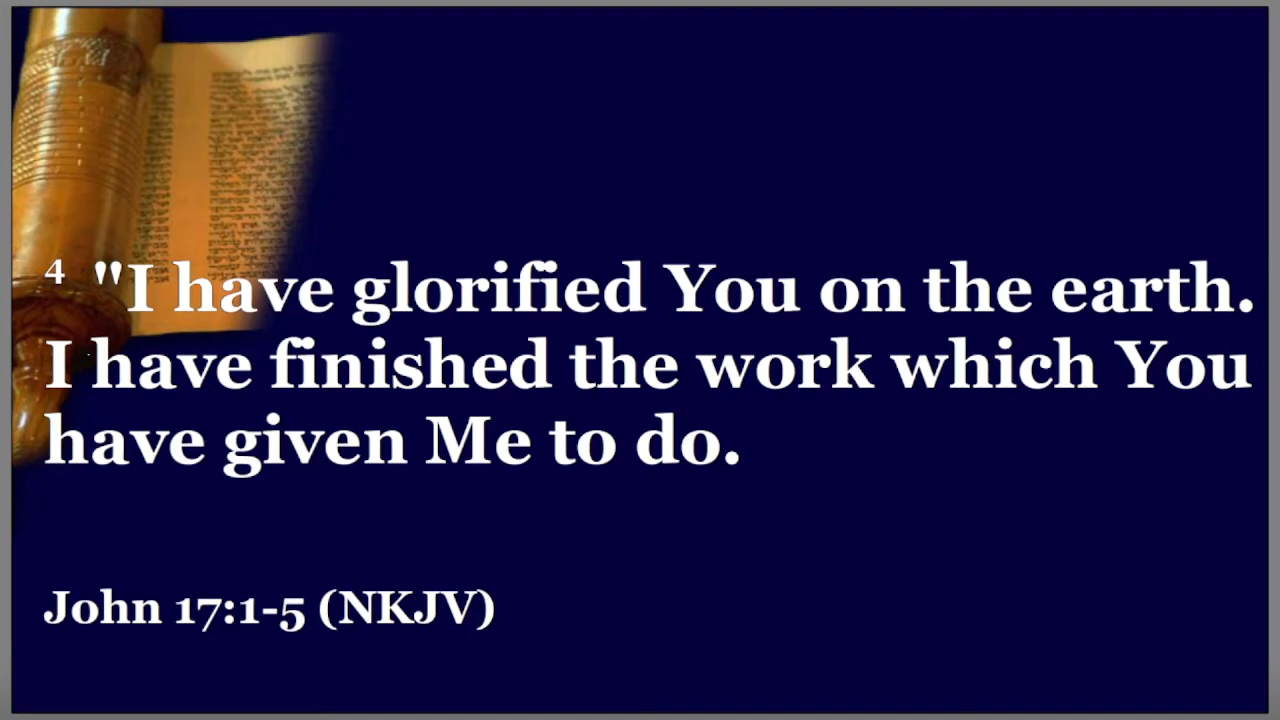 4 "I have glorified You on the earth.
I have finished the work which You
have given Me to do.
John 17:1-5 (NKJV)